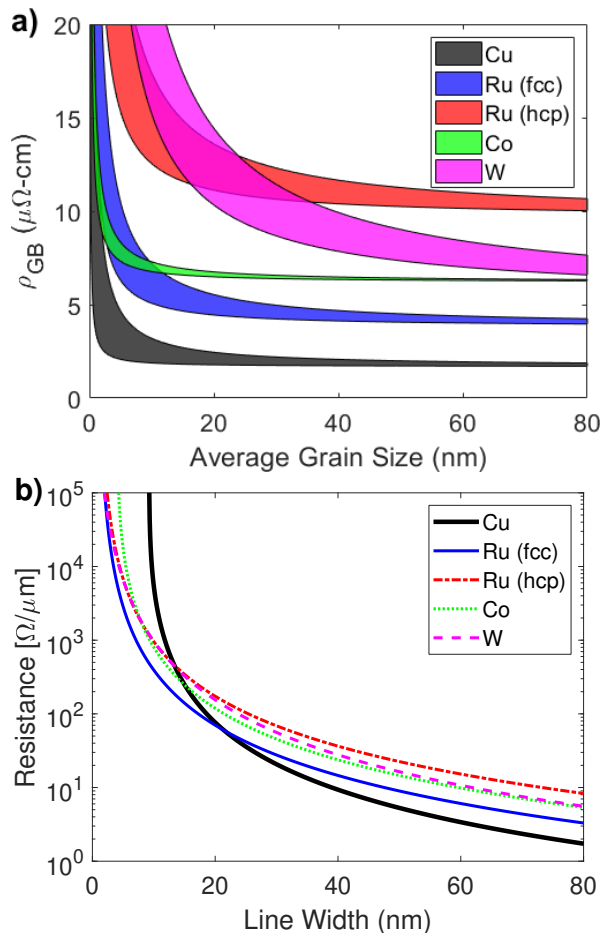 a)
20
15
10
5
0
ρGB (μΩ-cm)
Cu
Ru (fcc)
Ru (hcp)
Co
W
0 20 40 60 80
Average Grain Size (nm)
b)
10^5
10^4
10^3
10^2
10^1
10^0
Resistance [Ω/μm]
Cu
Ru (fcc)
Ru (hcp)
Co
W
0 20 40 60 80
Line Width (nm)